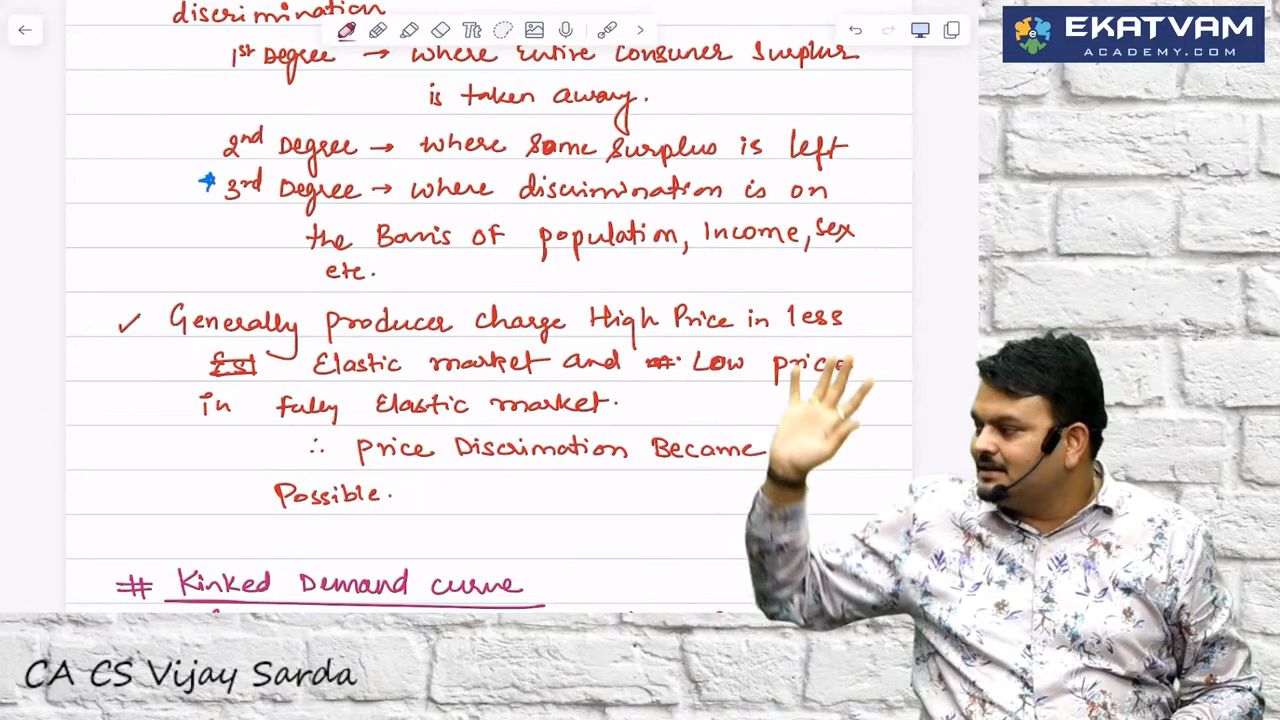 discrimination
EKATVAM
ACADEMY.COM
1st Degree → where Entire Consumer Surplus
is taken away.
2nd Degree → where Some Surplus is left
3rd Degree → where discrimination is on
the Basis of population, Income, Sex
etc.
✓ Generally producer charge High Price in less
Elastic market and Low price
in fully Elastic market.
∴ Price Discrimation Became
Possible.
# Kinked Demand curve
CA CS Vijay Sarda